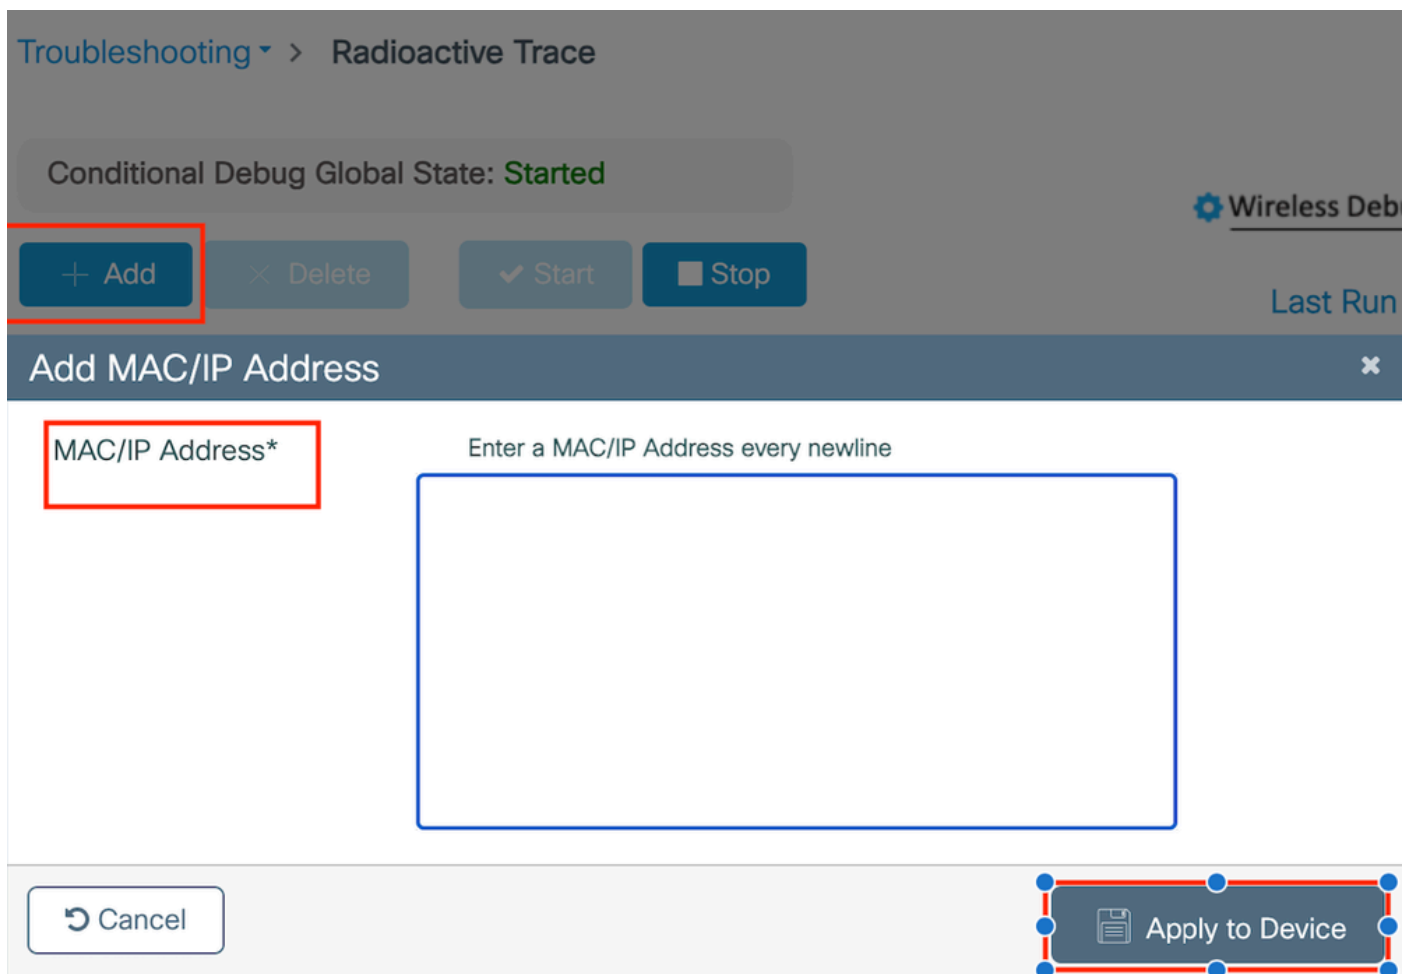 Troubleshooting > Radioactive Trace
Conditional Debug Global State: Started
Wireless
Add Delete Start Stop
Last Run
Add MAC/IP Address
MAC/IP Address* Enter a MAC/IP Address every newline
Cancel Apply to Device